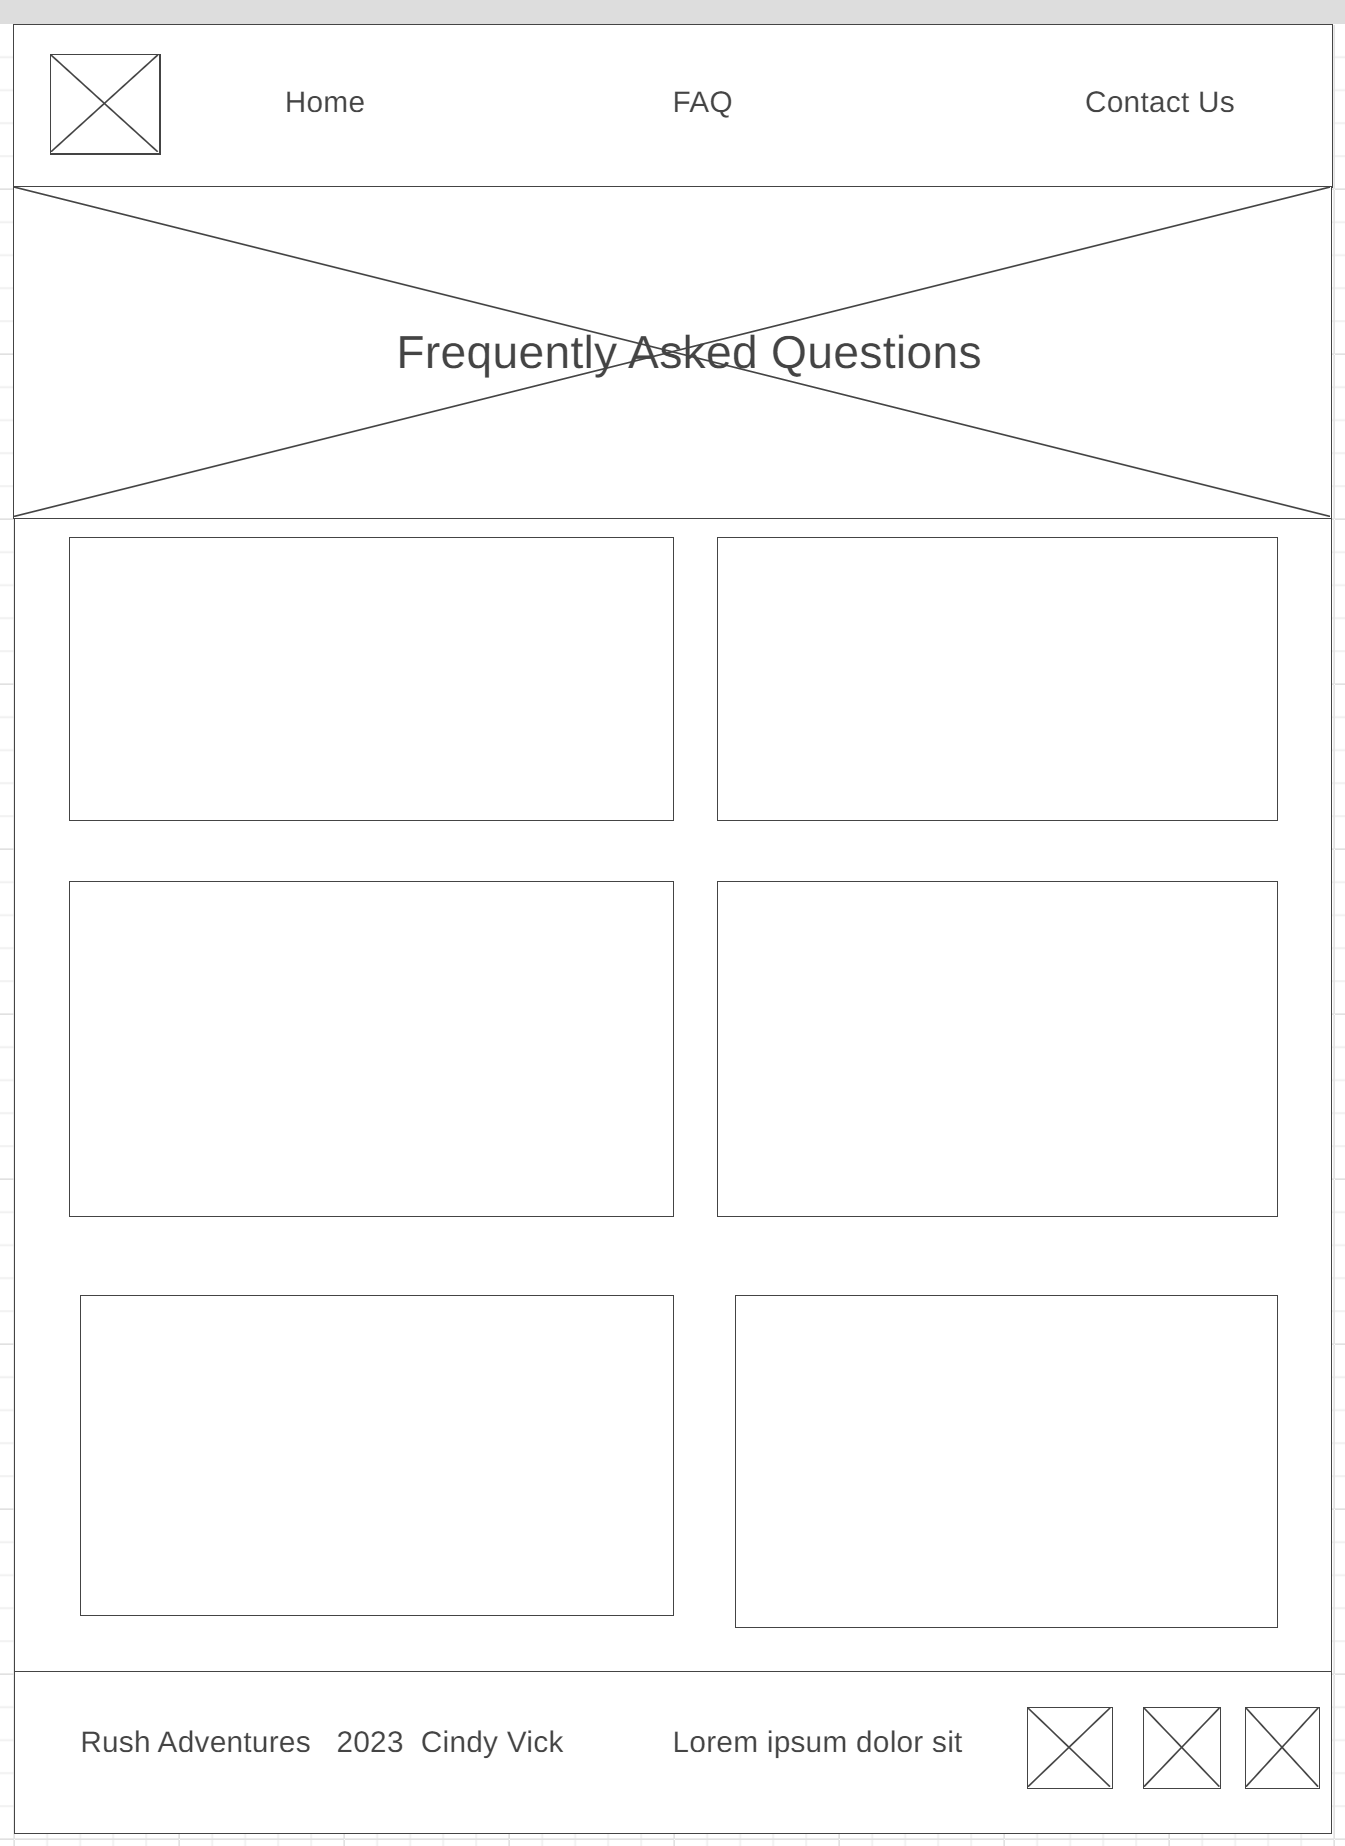 Home FAQ Contact Us
Frequently Asked Questions
Rush Adventures 2023 Cindy Vick Lorem ipsum dolor sit